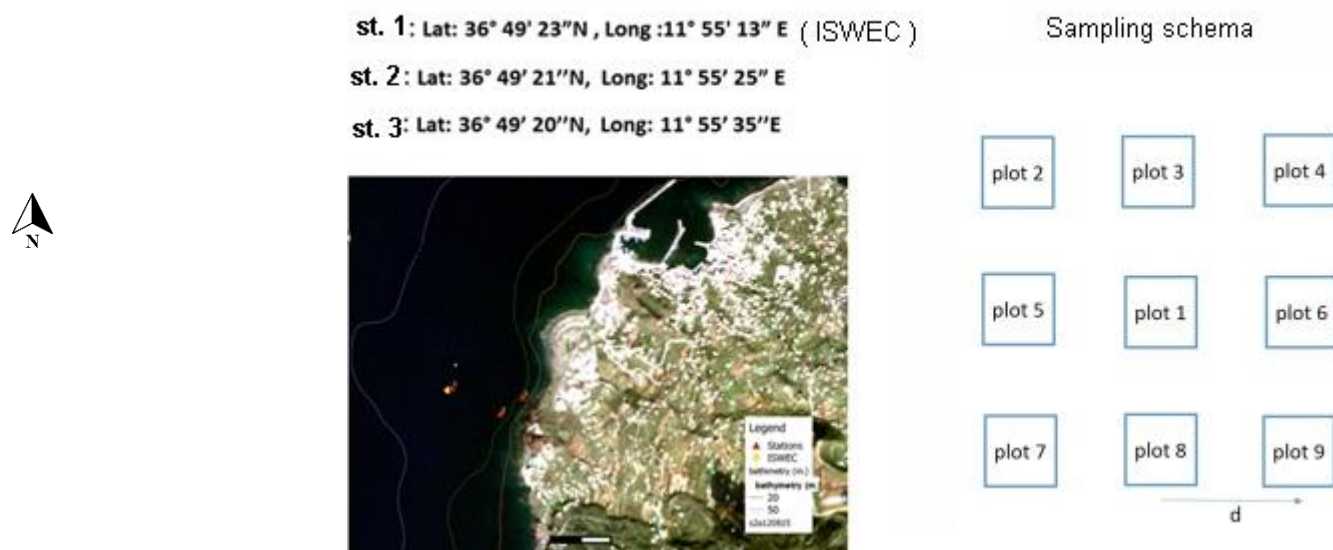 st. 1: Lat: 36° 49' 23”N , Long :11° 55' 13” E ( ISWEC )
st. 2: Lat: 36° 49’ 21’’N, Long: 11° 55’ 25” E
st. 3: Lat: 36° 49’ 20’’N, Long: 11° 55’ 35’’E
Sampling schema
plot 2
plot 3
plot 4
plot 5
plot 1
plot 6
plot 7
plot 8
plot 9
d
N
Legend
Stations
ISWEC
bathimetry (m.)
bathymetry (m
20
50